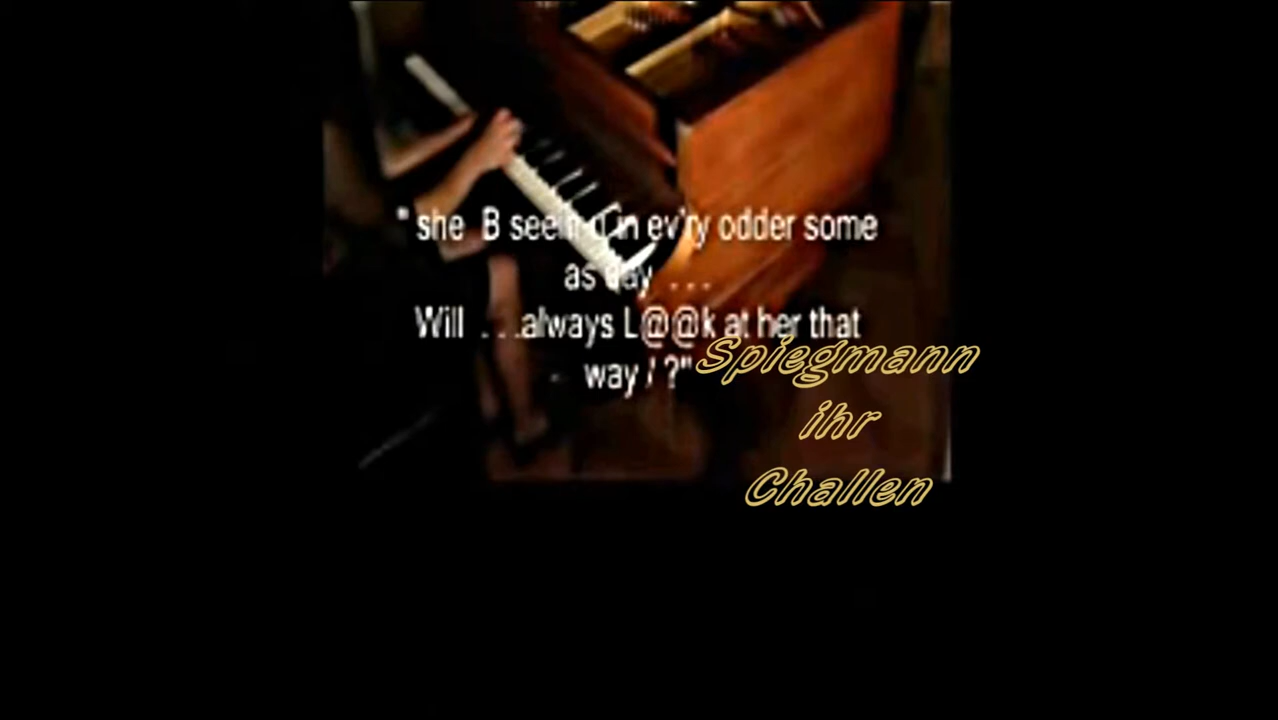 " she B seem d in ev'ry odder some
as day . . .
Will . . .always L@@k at her that
way / ?"
Spiegmann
ihr
Challen